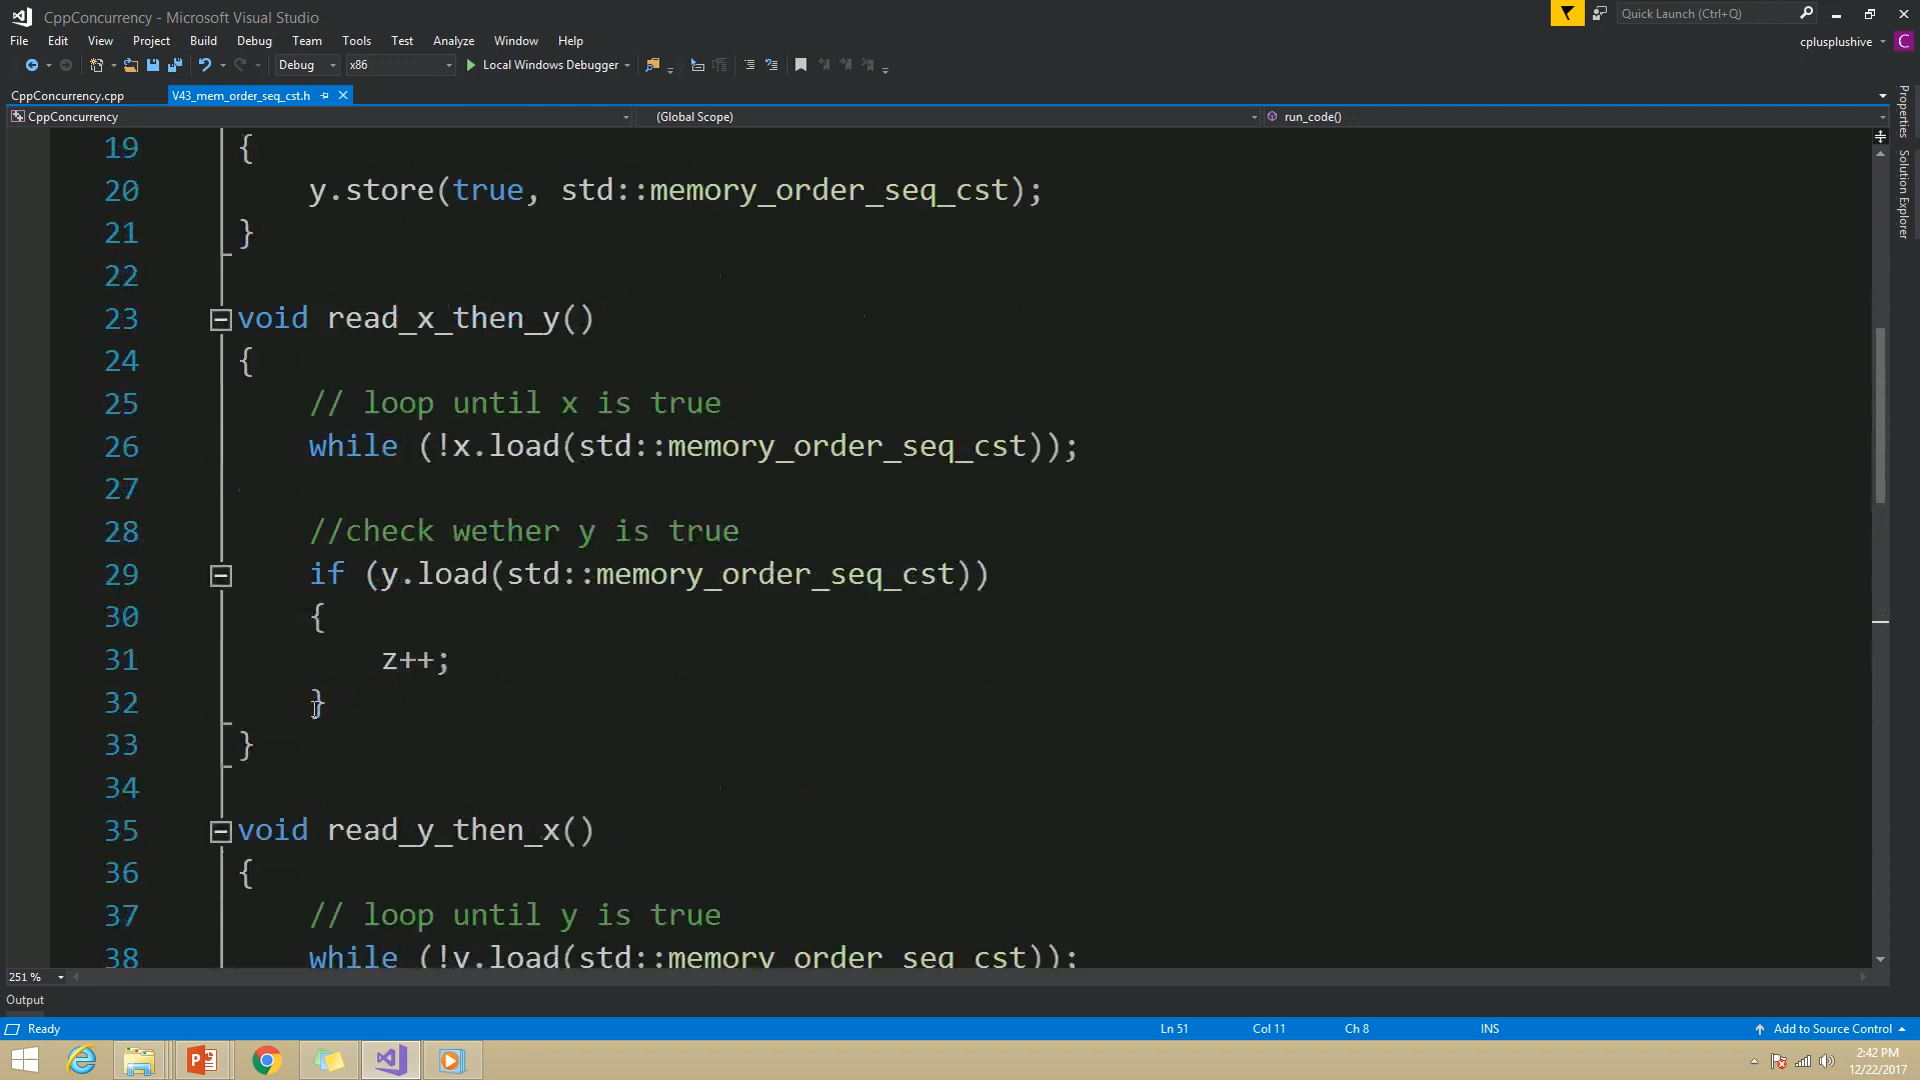 CppConcurrency - Microsoft Visual Studio
Quick Launch (Ctrl+Q)
File Edit View Project Build Debug Team Tools Test Analyze Window Help
cplusplushive
C
Debug x86 Local Windows Debugger
CppConcurrency.cpp V43_mem_order_seq_cst.h
CppConcurrency (Global Scope) run_code()
Properties
Solution Explorer
19 {
20 y.store(true, std::memory_order_seq_cst);
21 }
22
23 void read_x_then_y()
24 {
25 // loop until x is true
26 while (!x.load(std::memory_order_seq_cst));
27
28 //check wether y is true
29 if (y.load(std::memory_order_seq_cst))
30 {
31 z++;
32 }
33 }
34
35 void read_y_then_x()
36 {
37 // loop until y is true
38 while (!y.load(std::memory_order_seq_cst));
251 %
Output
Ready Ln 51 Col 11 Ch 8 INS Add to Source Control
2:42 PM
12/22/2017